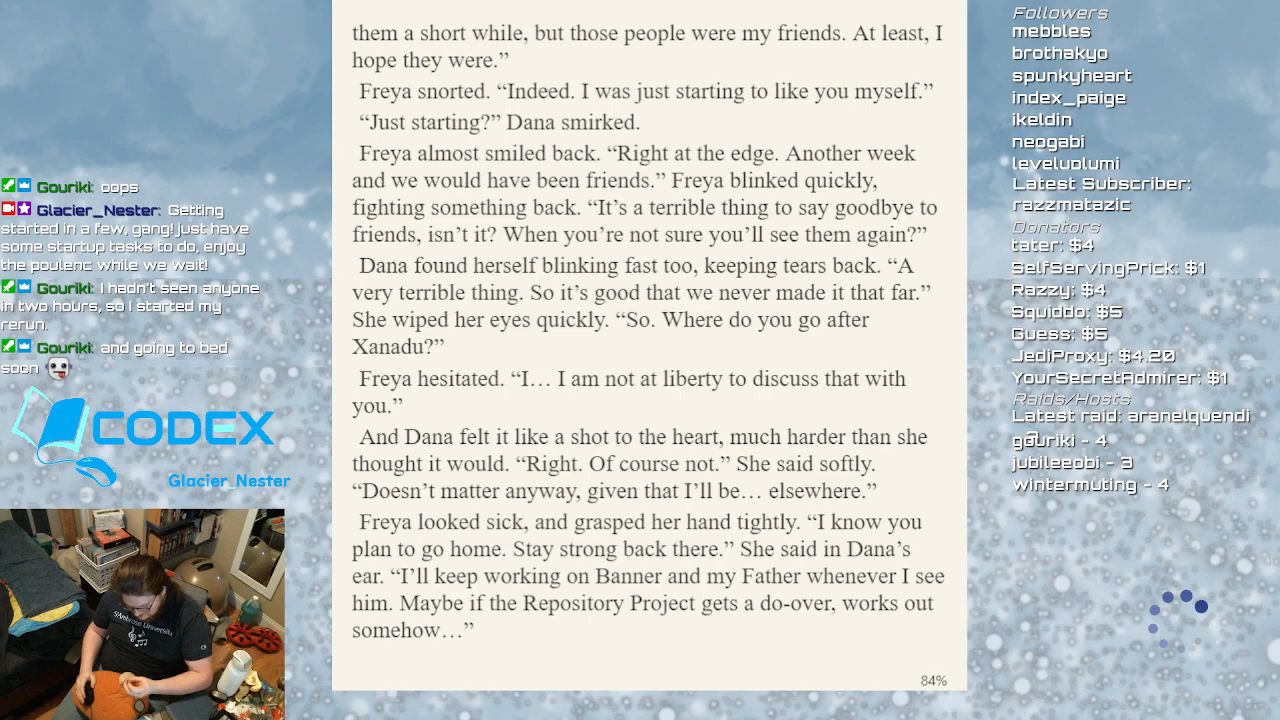 them a short while, but those people were my friends. At least, I
hope they were.”
Freya snorted. “Indeed. I was just starting to like you myself.”
“Just starting?” Dana smirked.
Freya almost smiled back. “Right at the edge. Another week
and we would have been friends.” Freya blinked quickly,
fighting something back. “It’s a terrible thing to say goodbye to
friends, isn’t it? When you’re not sure you’ll see them again?”
Dana found herself blinking fast too, keeping tears back. “A
very terrible thing. So it’s good that we never made it that far.”
She wiped her eyes quickly. “So. Where do you go after
Xanadu?”
Freya hesitated. “I… I am not at liberty to discuss that with
you.”
And Dana felt it like a shot to the heart, much harder than she
thought it would. “Right. Of course not.” She said softly.
“Doesn’t matter anyway, given that I’ll be… elsewhere.”
Freya looked sick, and grasped her hand tightly. “I know you
plan to go home. Stay strong back there.” She said in Dana’s
ear. “I’ll keep working on Banner and my Father whenever I see
him. Maybe if the Repository Project gets a do-over, works out
somehow…”
84%
Gouriki: oops
Glacier_Nester: Getting
started in a few, gang! just have
some startup tasks to do, enjoy
the poulenc while we wait!
Gouriki: I hadn't seen anyone
in two hours, so I started my
rerun.
Gouriki: and going to bed
soon
CODEX
Glacier_Nester
University
Followers
mebbles
brothakyo
spunkyheart
index_paige
ikeldin
neogabi
leveluplumi
Latest Subscriber:
razzmatazic
Donators
tater: $4
SelfServingPrick: $1
Razzy: $4
Squiddo: $5
Guess: $5
JediProxy: $4.20
YourSecretAdmirer: $1
Raids/Hosts
Latest raid: aranelquendi
gouriki - 4
jubileeobi - 3
wintermuting - 4